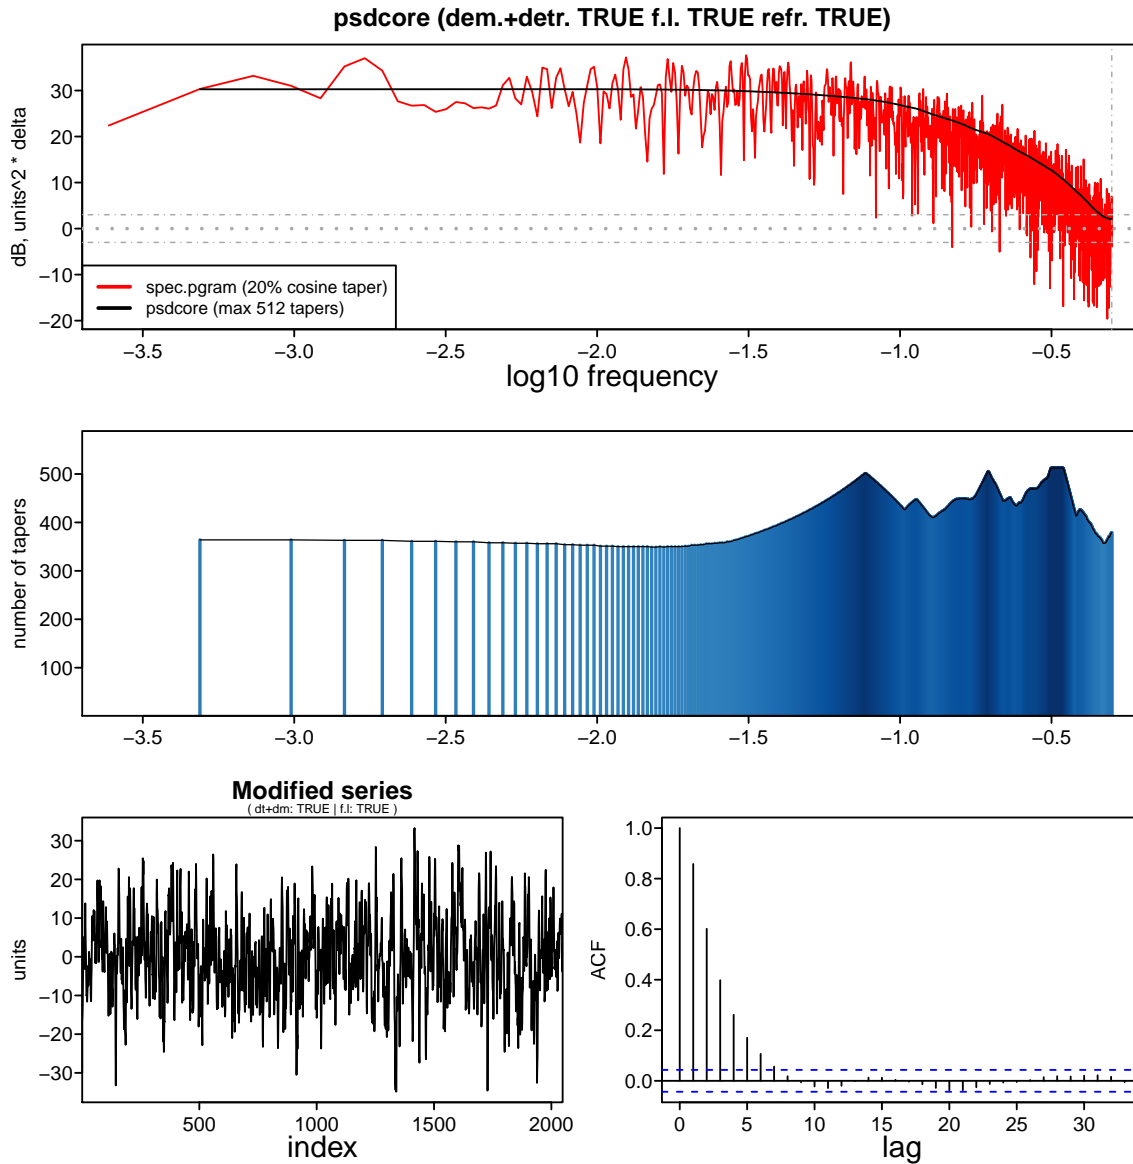 psdcore (dem.+detr. TRUE f.l. TRUE refr. TRUE)
dB, units^2 * delta
30
20
10
0
−10
−20
spec.pgram (20% cosine taper)
psdcore (max 512 tapers)
−3.5 −3.0 −2.5 −2.0 −1.5 −1.0 −0.5
log10 frequency
number of tapers
500
400
300
200
100
−3.5 −3.0 −2.5 −2.0 −1.5 −1.0 −0.5
Modified series
( dt+dm: TRUE | f.l: TRUE )
units
30
20
10
0
−10
−20
−30
500 1000 1500 2000
index
ACF
1.0
0.8
0.6
0.4
0.2
0.0
0 5 10 15 20 25 30
lag